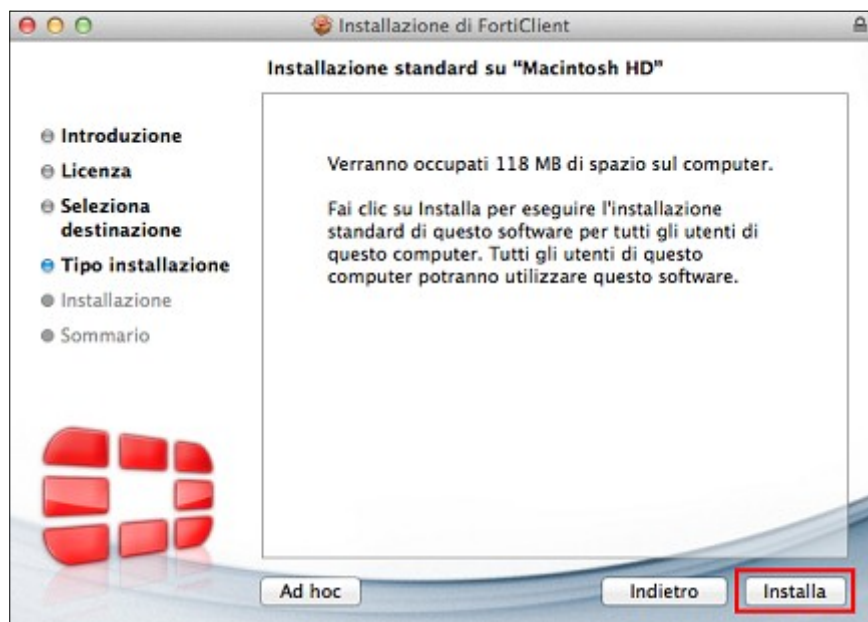 Installazione di FortiClient
Installazione standard su “Macintosh HD”
Introduzione
Licenza
Seleziona
destinazione
Tipo installazione
Installazione
Sommario
Verranno occupati 118 MB di spazio sul computer.
Fai clic su Installa per eseguire l'installazione
standard di questo software per tutti gli utenti di
questo computer. Tutti gli utenti di questo
computer potranno utilizzare questo software.
Ad hoc
Indietro
Installa